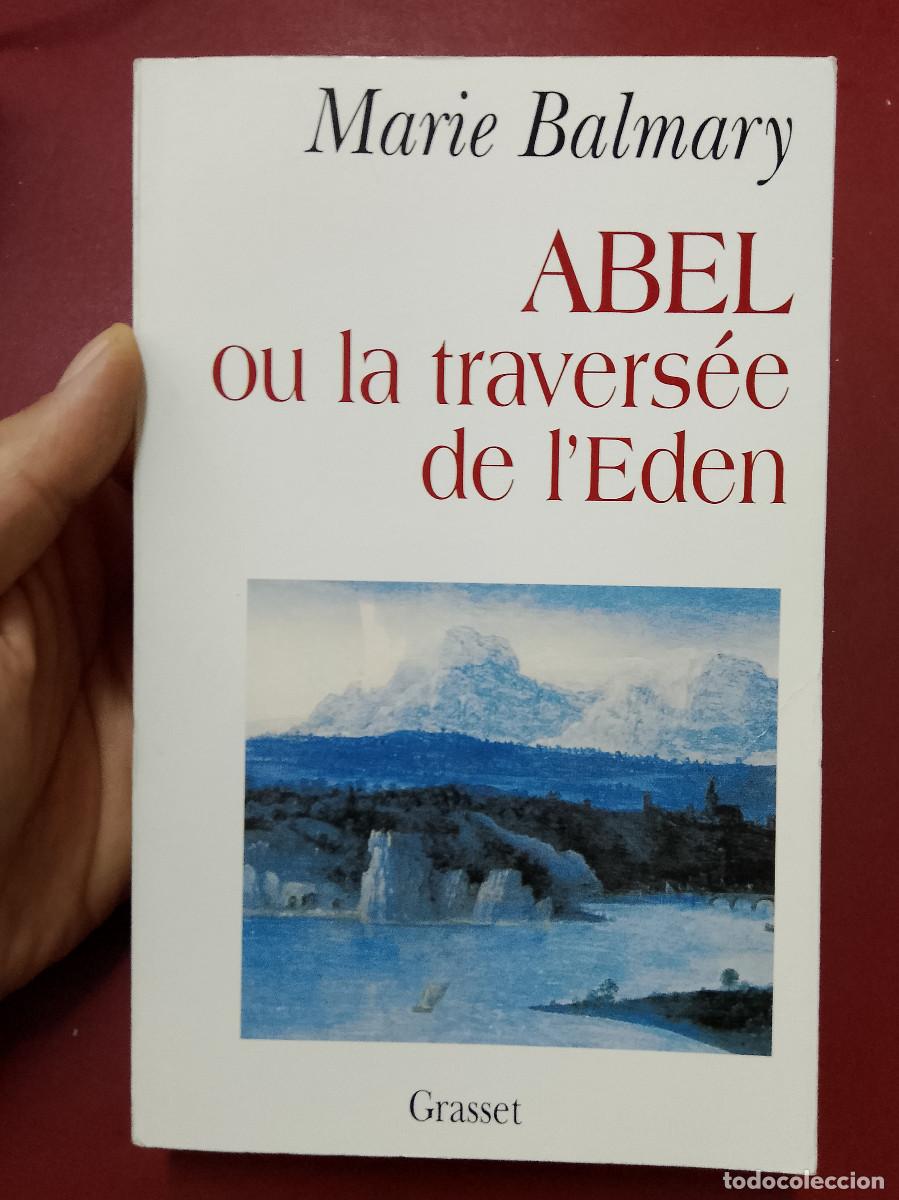 Marie Balmary
ABEL
ou la traversée
de l'Eden
Grasset
todocoleccion